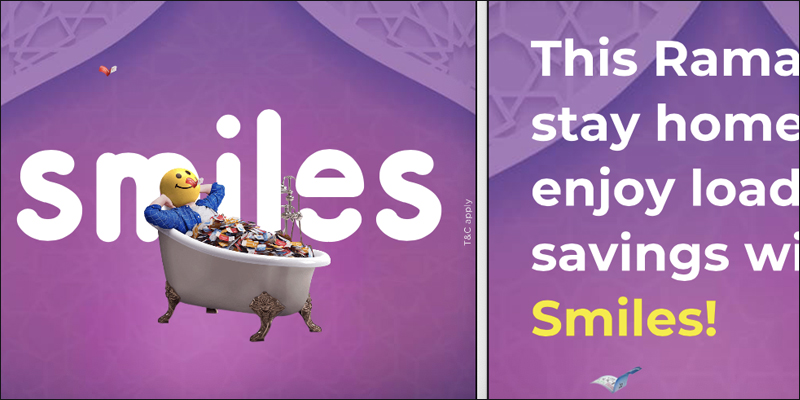 smiles
T&C apply
This Rama
stay home
enjoy load
savings wi
Smiles!